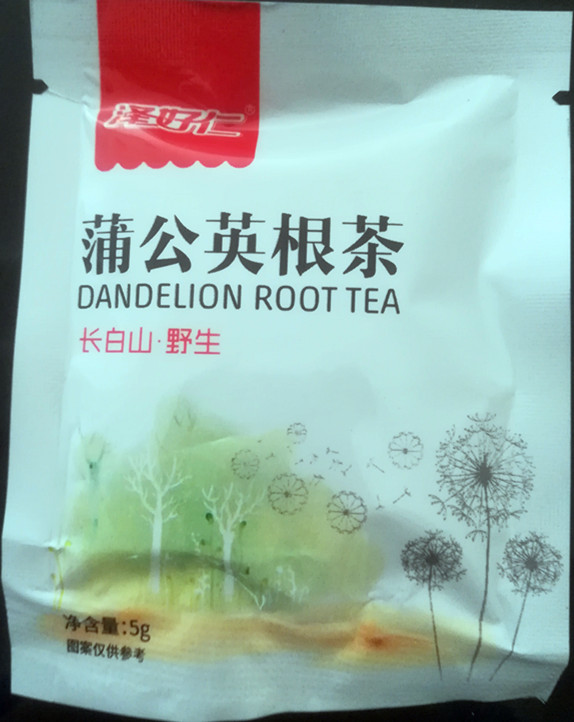 泽好仁®
蒲公英根茶
DANDELION ROOT TEA
长白山·野生
净含量:5g
图案仅供参考